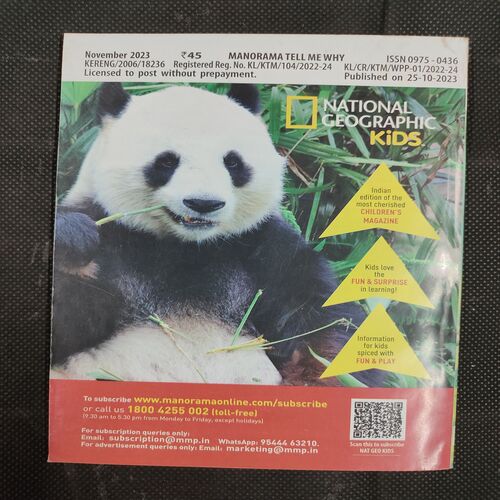 November 2023 ₹45 MANORAMA TELL ME WHY ISSN 0975-0436
KERENG/2006/18236 Registered Reg. No. KL/KTM/104/2022-24 KL/CR/KTM/WPP-01/2022-24
Licensed to post without prepayment. Published on 25-10-2023
NATIONAL
GEOGRAPHIC
KiDS
Indian
edition of the
most cherished
CHILDREN'S
MAGAZINE
Kids love
the
FUN & SURPRISE
in learning!
Information
for kids
spiced with
FUN & PLAY
To subscribe www.manoramaonline.com/subscribe
or call us 1800 4255 002 (toll-free)
(9.30 am to 5.30 pm from Monday to Friday, except holidays)
For subscription queries only:
Email: subscription@mmp.in WhatsApp: 95444 63210.
For advertisement queries only: Email: marketing@mmp.in
Scan this to subscribe
NAT GEO KIDS